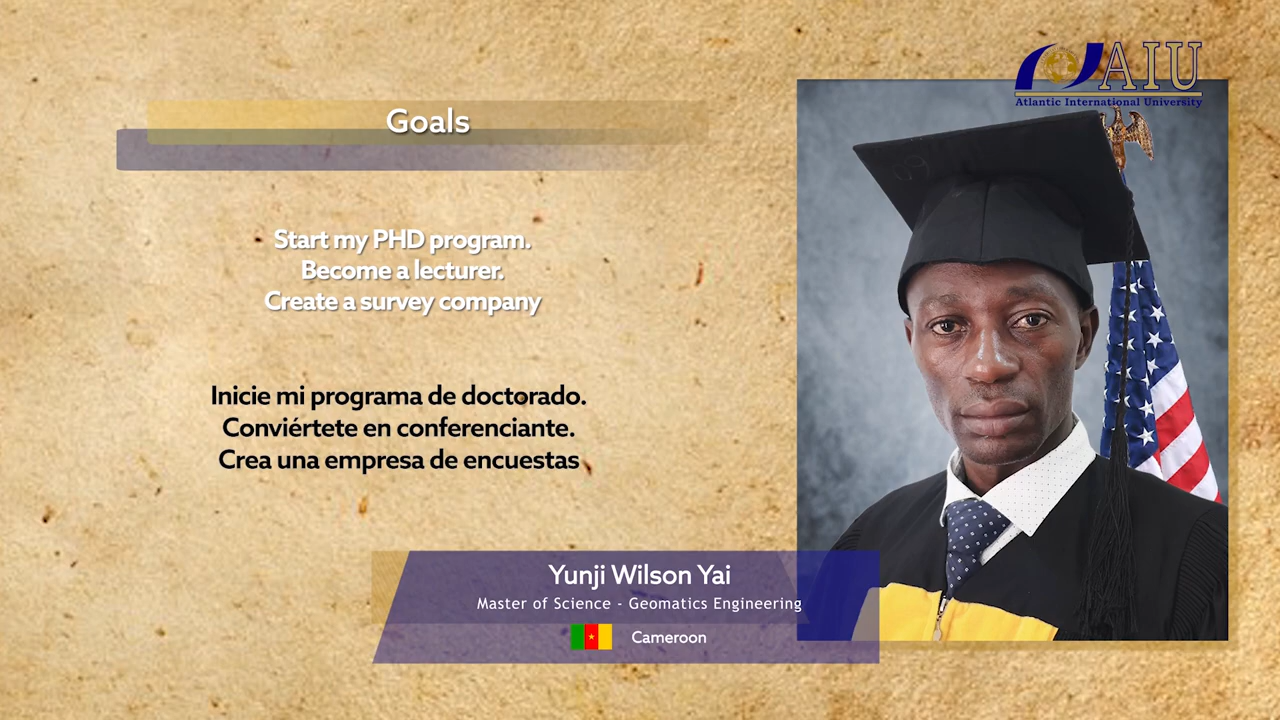 AIU
Atlantic International University
Goals
Start my PHD program.
Become a lecturer.
Create a survey company
Inicie mi programa de doctorado.
Conviértete en conferenciante.
Crea una empresa de encuestas
Yunji Wilson Yai
Master of Science - Geomatics Engineering
Cameroon